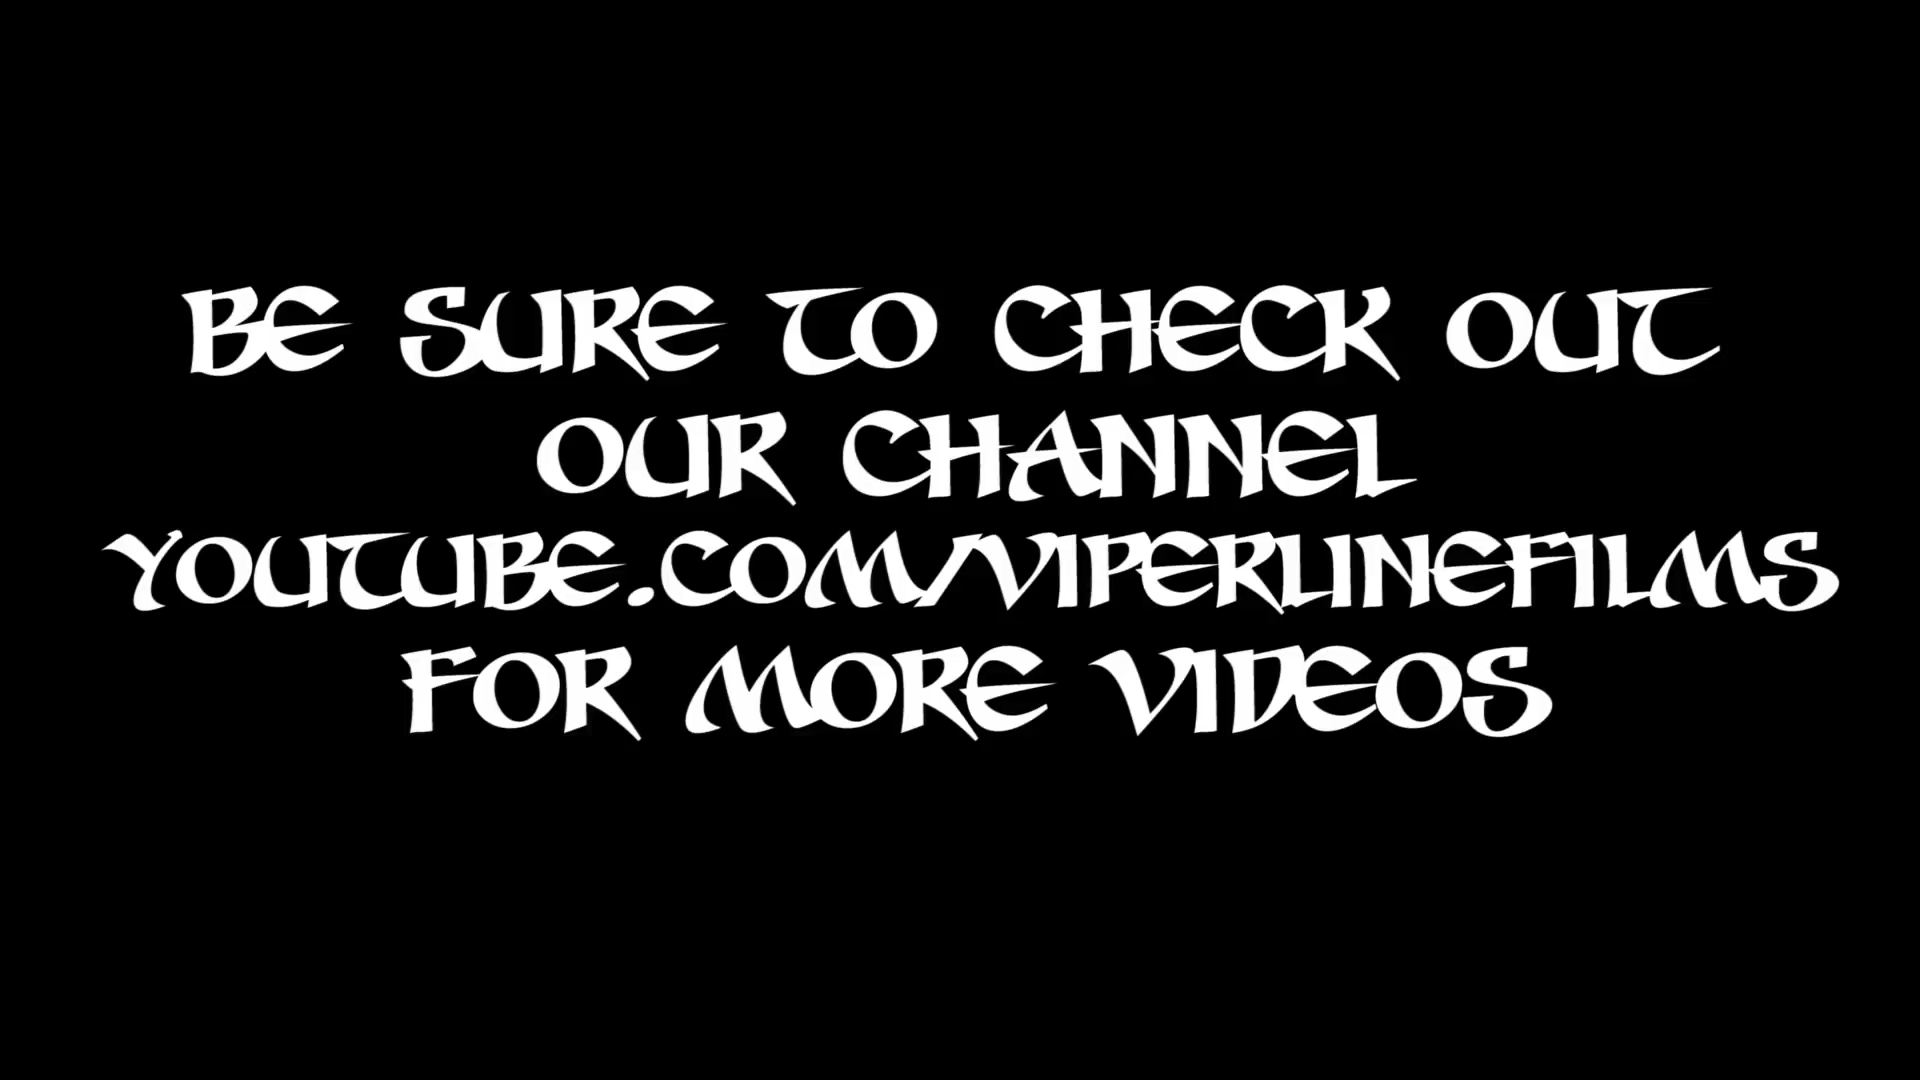 BE SURE TO CHECK OUT
OUR CHANNEL
YOUTUBE.COM/VIPERLINEFILMS
FOR MORE VIDEOS